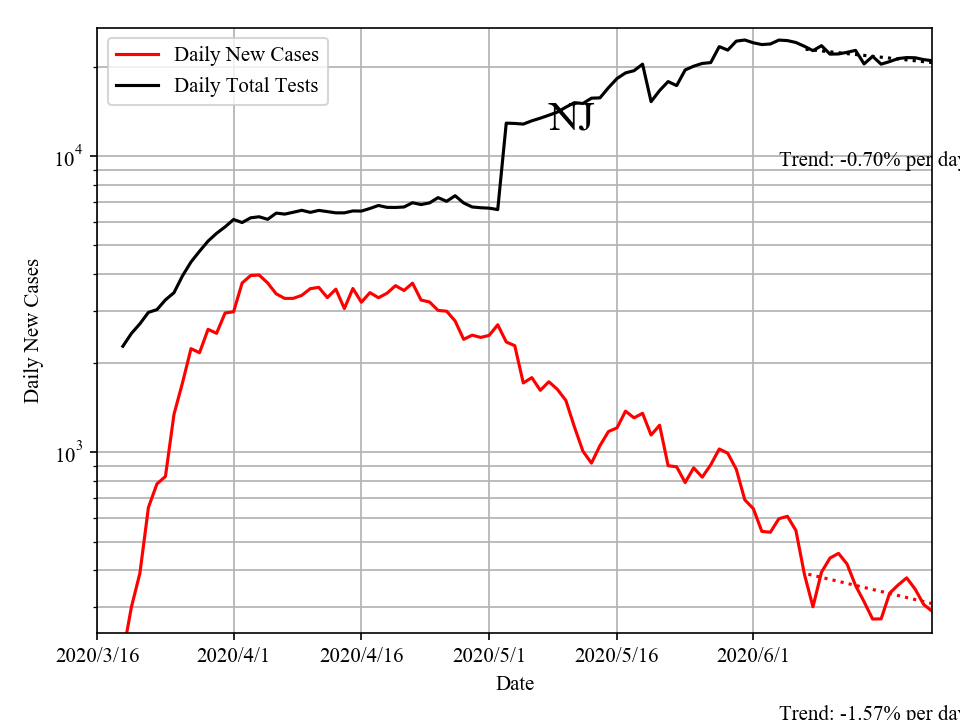 Daily New Cases
Daily Total Tests
NJ
Trend: -0.70% per day
10^4
10^3
Daily New Cases
2020/3/16 2020/4/1 2020/4/16 2020/5/1 2020/5/16 2020/6/1
Date
Trend: -1.57% per day